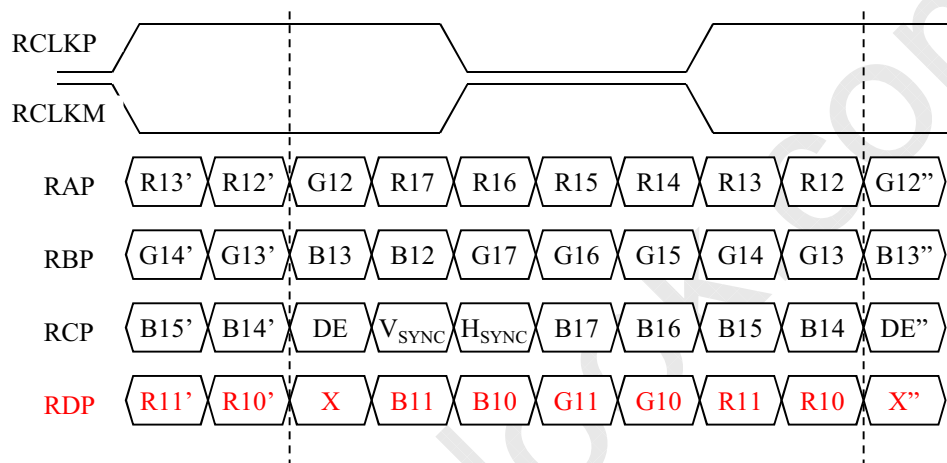 RCLKP
RCLKM
RAP R13’ R12’ G12 R17 R16 R15 R14 R13 R12 G12”
RBP G14’ G13’ B13 B12 G17 G16 G15 G14 G13 B13”
RCP B15’ B14’ DE VSYNC HSYNC B17 B16 B15 B14 DE”
RDP R11’ R10’ X B11 B10 G11 G10 R11 R10 X”